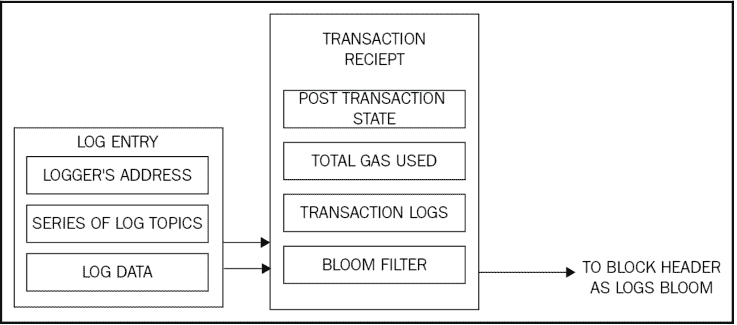 TRANSACTION
RECIEPT
POST TRANSACTION
STATE
LOG ENTRY
TOTAL GAS USED
LOGGER'S ADDRESS
TRANSACTION LOGS
SERIES OF LOG TOPICS
BLOOM FILTER
LOG DATA
TO BLOCK HEADER
AS LOGS BLOOM